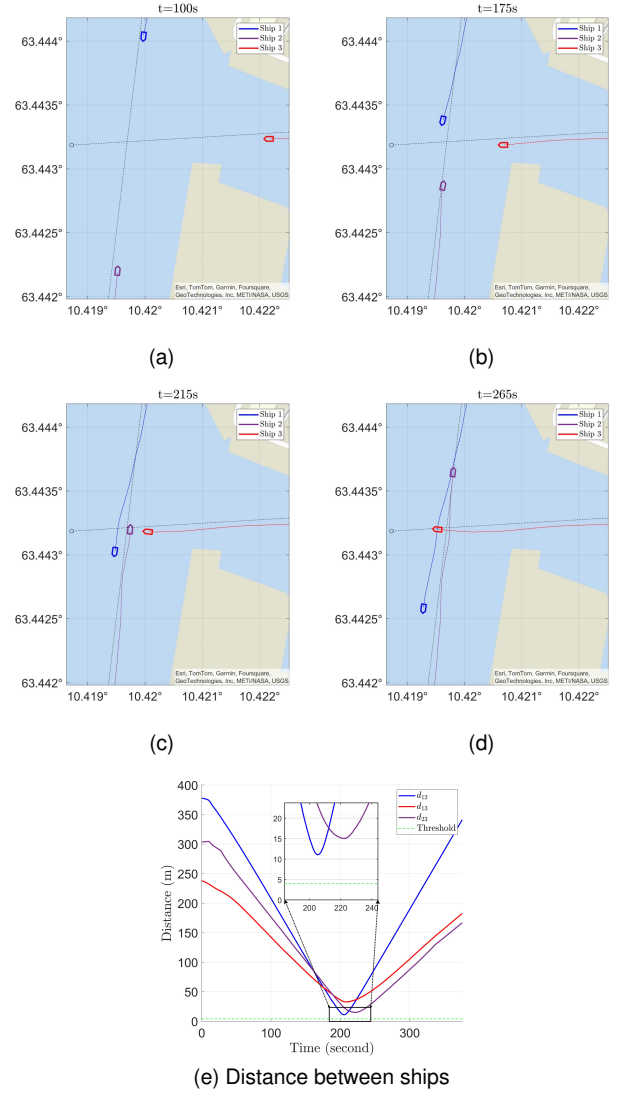 t=100s
t=175s
63.444°
63.4435°
63.443°
63.4425°
63.442°
Ship 1
Ship 2
Ship 3
Esri, TomTom, Garmin, Foursquare,
GeoTechnologies, Inc, METI/NASA, USGS
10.419° 10.42° 10.421° 10.422°
63.444°
63.4435°
63.443°
63.4425°
63.442°
Ship 1
Ship 2
Ship 3
Esri, TomTom, Garmin, Foursquare,
GeoTechnologies, Inc, METI/NASA, USGS
10.419° 10.42° 10.421° 10.422°
(a)
(b)
t=215s
t=265s
63.444°
63.4435°
63.443°
63.4425°
63.442°
Ship 1
Ship 2
Ship 3
Esri, TomTom, Garmin, Foursquare,
GeoTechnologies, Inc, METI/NASA, USGS
10.419° 10.42° 10.421° 10.422°
63.444°
63.4435°
63.443°
63.4425°
63.442°
Ship 1
Ship 2
Ship 3
Esri, TomTom, Garmin, Foursquare,
GeoTechnologies, Inc, METI/NASA, USGS
10.419° 10.42° 10.421° 10.422°
(c)
(d)
Distance (m)
400
350
300
250
200
150
100
50
0
20
15
10
5
0
200 220 240
d₁₂
d₁₃
d₂₃
Threshold
0 100 200 300
Time (second)
(e) Distance between ships